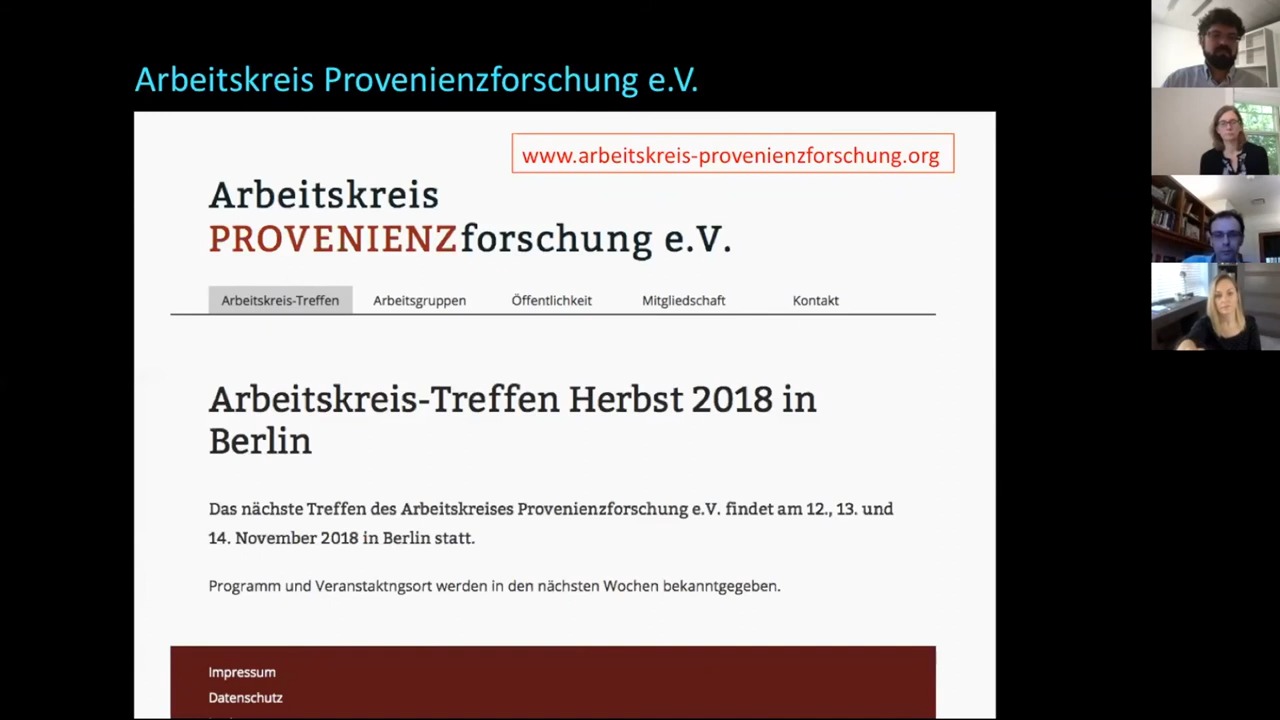 Arbeitskreis Provenienzforschung e.V.
www.arbeitskreis-provenienzforschung.org
Arbeitskreis
PROVENIENZforschung e.V.
Arbeitskreis-Treffen Arbeitsgruppen Öffentlichkeit Mitgliedschaft Kontakt
Arbeitskreis-Treffen Herbst 2018 in
Berlin
Das nächste Treffen des Arbeitskreises Provenienzforschung e.V. findet am 12., 13. und
14. November 2018 in Berlin statt.
Programm und Veranstaktngsort werden in den nächsten Wochen bekanntgegeben.
Impressum
Datenschutz